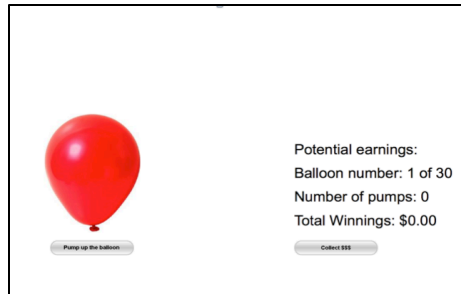 Potential earnings:
Balloon number: 1 of 30
Number of pumps: 0
Total Winnings: $0.00
Pump up the balloon
Collect $$$